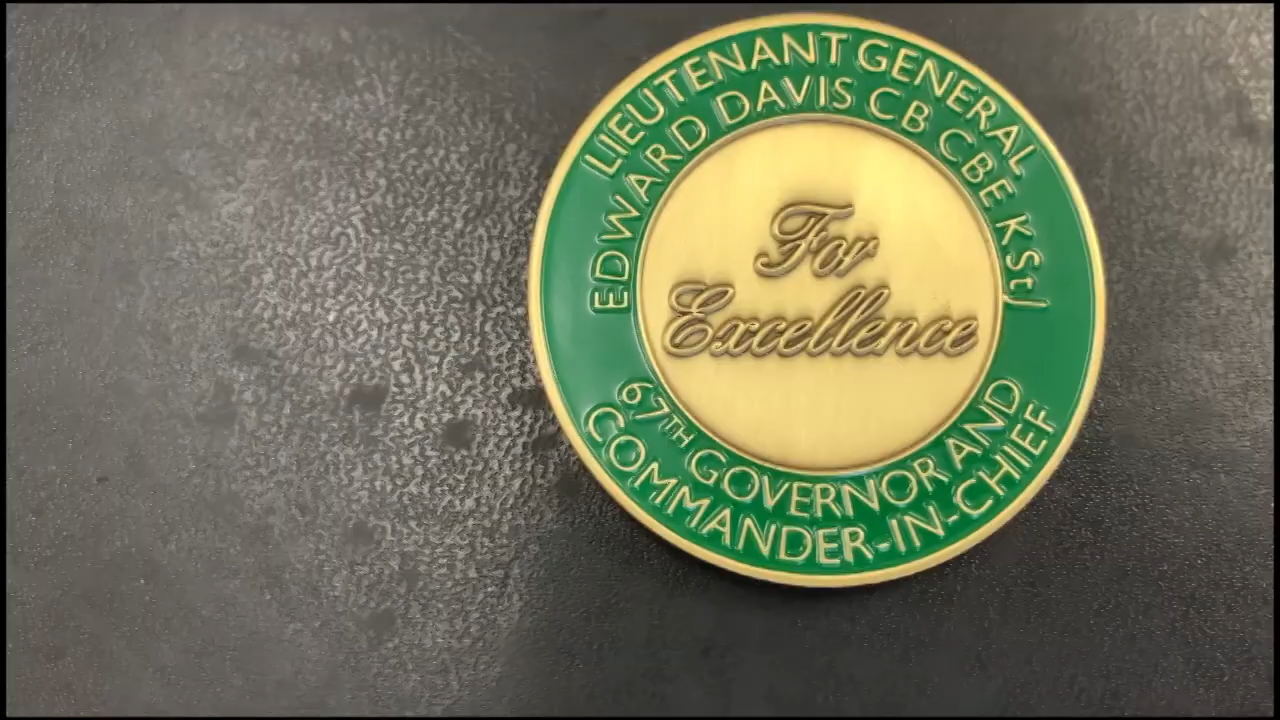 LIEUTENANT GENERAL
EDWARD DAVIS CB CBE KStJ
For
Excellence
67TH GOVERNOR AND
COMMANDER-IN-CHIEF